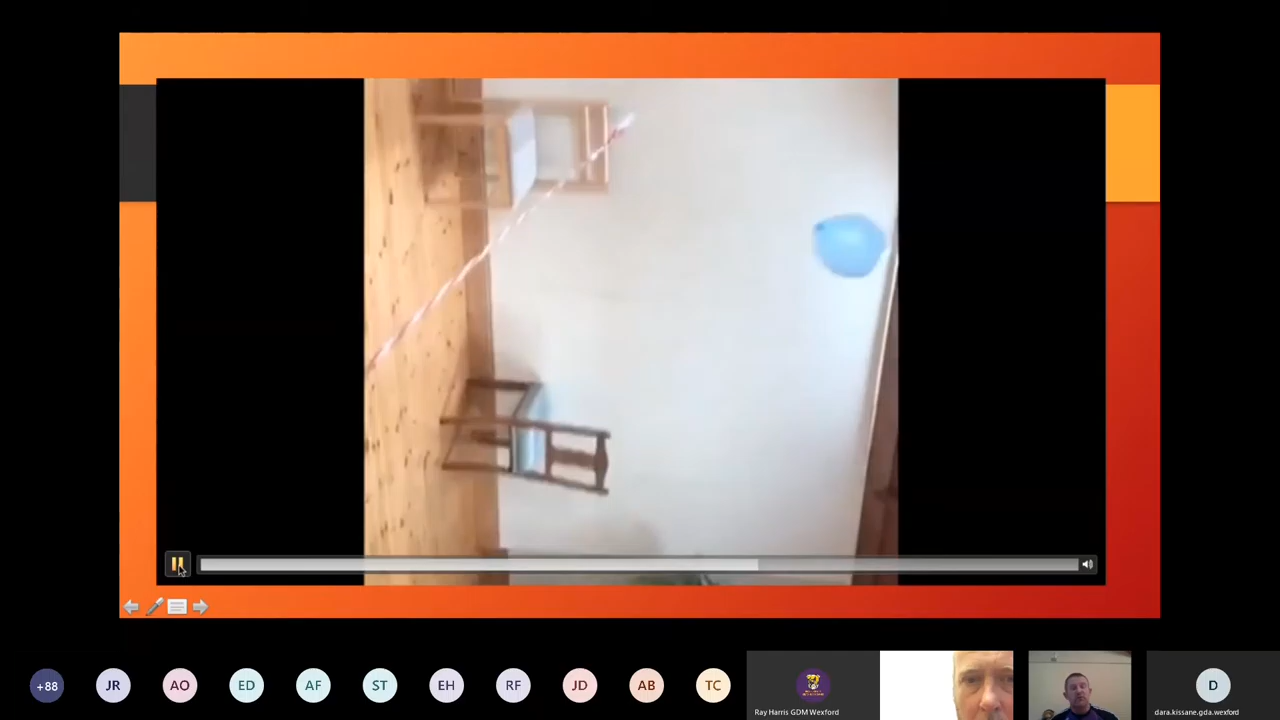 +88
JR
AO
ED
AF
ST
EH
RF
JD
AB
TC
Ray Harris GDM Wexford
D
dara.kissane.gda.wexford